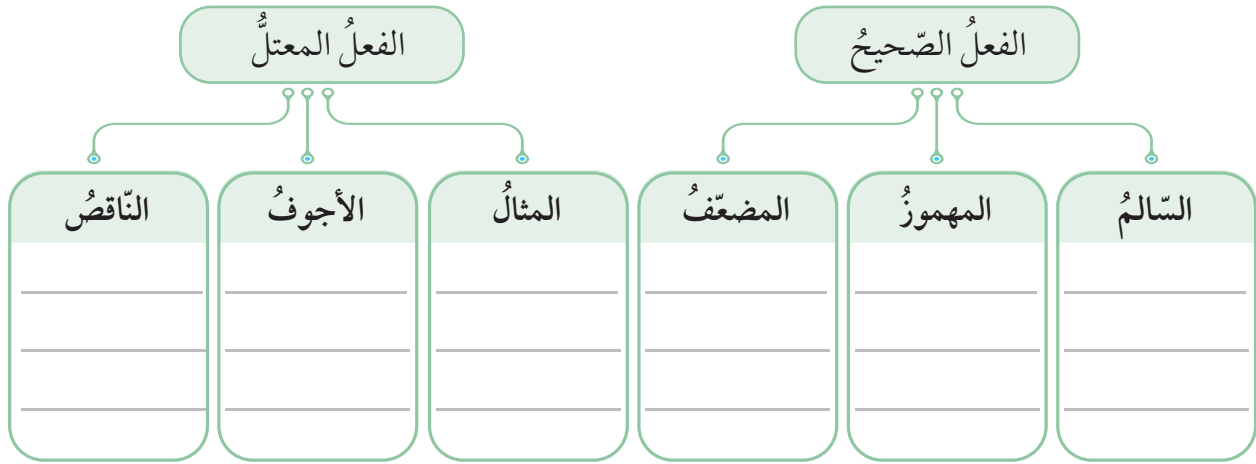 الفعلُ الصّحيحُ
الفعلُ المعتلُّ
السّالمُ
المهموزُ
المضعّفُ
المثالُ
الأجوفُ
النّاقصُ